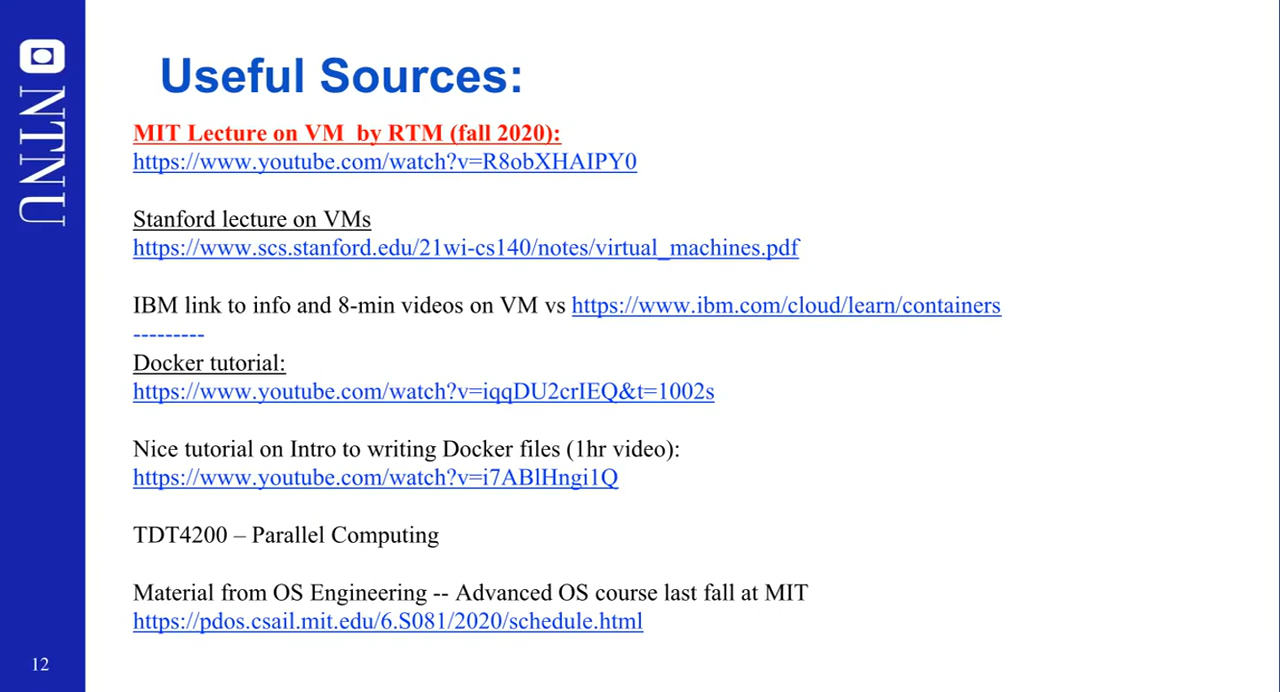 NTNU
Useful Sources:
MIT Lecture on VM  by RTM (fall 2020):
https://www.youtube.com/watch?v=R8obXHAIPY0
Stanford lecture on VMs
https://www.scs.stanford.edu/21wi-cs140/notes/virtual_machines.pdf
IBM link to info and 8-min videos on VM vs https://www.ibm.com/cloud/learn/containers
---------
Docker tutorial:
https://www.youtube.com/watch?v=iqqDU2crIEQ&t=1002s
Nice tutorial on Intro to writing Docker files (1hr video):
https://www.youtube.com/watch?v=i7ABlHngi1Q
TDT4200 – Parallel Computing
Material from OS Engineering -- Advanced OS course last fall at MIT
https://pdos.csail.mit.edu/6.S081/2020/schedule.html
12